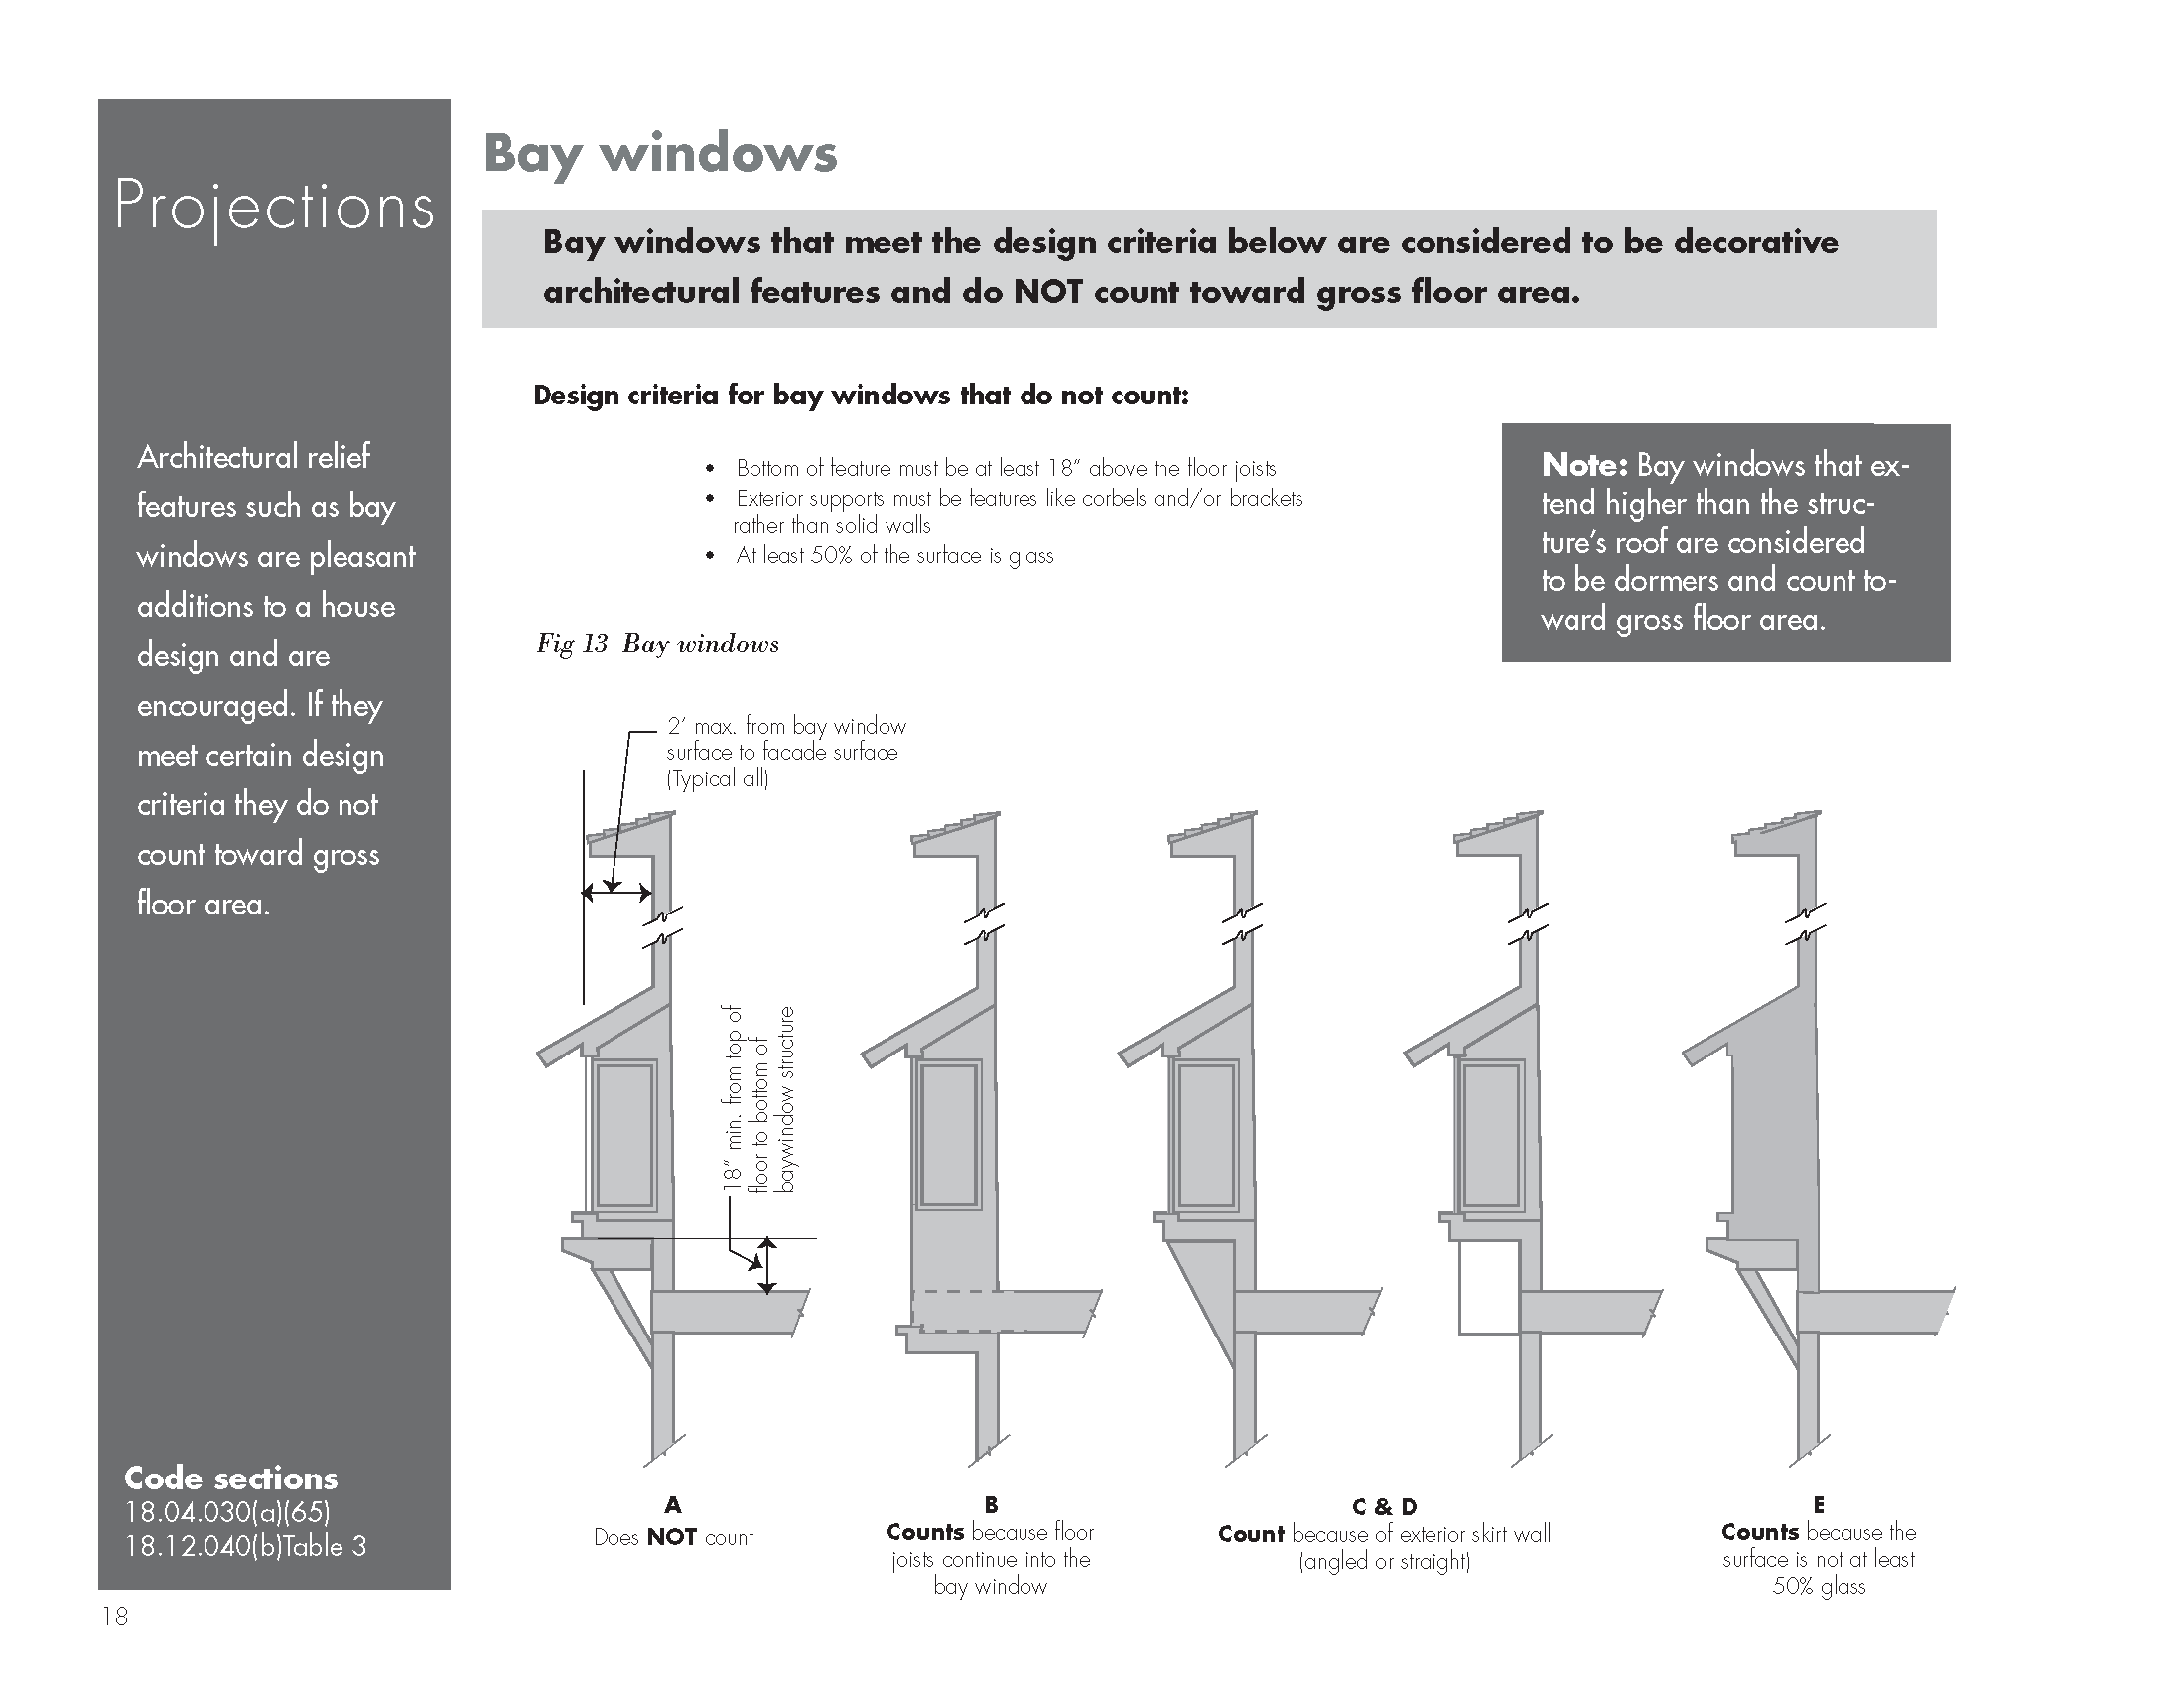 Projections
Architectural relief
features such as bay
windows are pleasant
additions to a house
design and are
encouraged. If they
meet certain design
criteria they do not
count toward gross
floor area.
Code sections
18.04.030(a)(65)
18.12.040(b)Table 3
18
Bay windows
Bay windows that meet the design criteria below are considered to be decorative
architectural features and do NOT count toward gross floor area.
Design criteria for bay windows that do not count:
• Bottom of feature must be at least 18" above the floor joists
• Exterior supports must be features like corbels and/or brackets
rather than solid walls
• At least 50% of the surface is glass
Note: Bay windows that ex-
tend higher than the struc-
ture's roof are considered
to be dormers and count to-
ward gross floor area.
Fig 13 Bay windows
2' max. from bay window
surface to facade surface
(Typical all)
18" min. from top of
floor to bottom of
baywindow structure
A
Does NOT count
B
Counts because floor
joists continue into the
bay window
C & D
Count because of exterior skirt wall
(angled or straight)
E
Counts because the
surface is not at least
50% glass